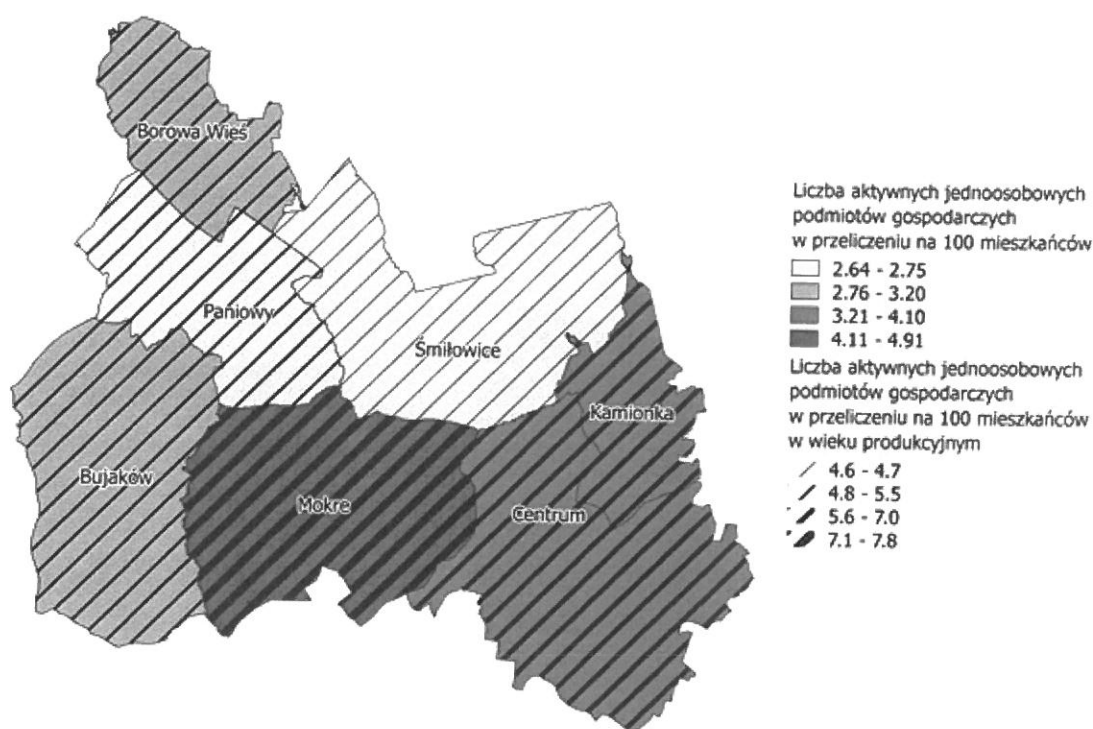 Borowa Wieś
Paniowy
Śmiłowice
Kamionka
Bujaków
Mokre
Centrum
Liczba aktywnych jednoosobowych
podmiotów gospodarczych
w przeliczeniu na 100 mieszkańców
2.64 - 2.75
2.76 - 3.20
3.21 - 4.10
4.11 - 4.91
Liczba aktywnych jednoosobowych
podmiotów gospodarczych
w przeliczeniu na 100 mieszkańców
w wieku produkcyjnym
4.6 - 4.7
4.8 - 5.5
5.6 - 7.0
7.1 - 7.8